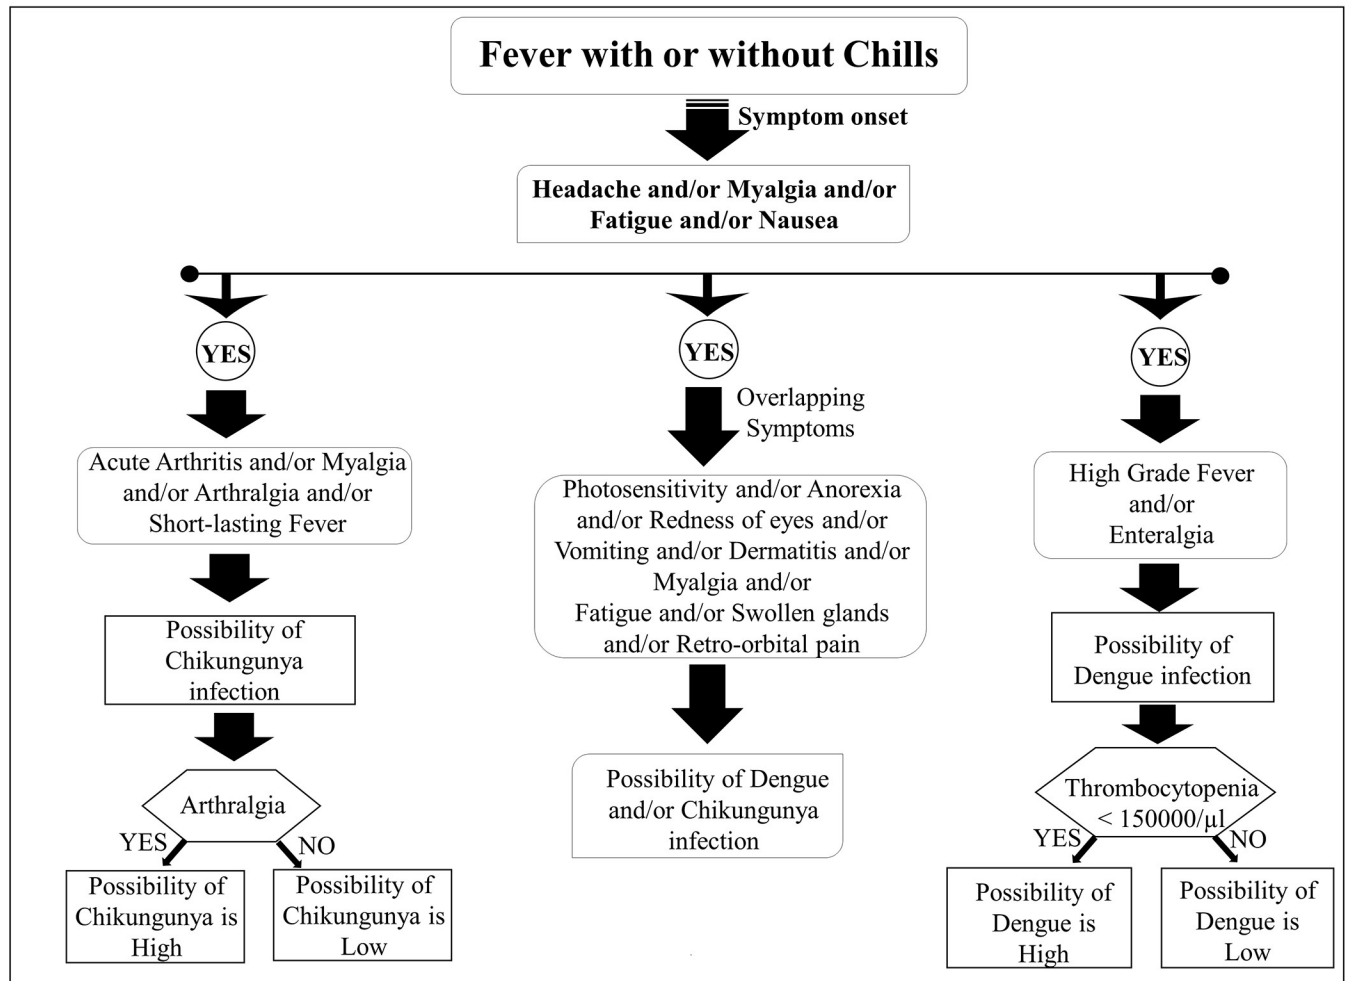 Fever with or without Chills
Symptom onset
Headache and/or Myalgia and/or
Fatigue and/or Nausea
YES
Acute Arthritis and/or Myalgia
and/or Arthralgia and/or
Short-lasting Fever
Possibility of
Chikungunya
infection
Arthralgia
YES
NO
Possibility of
Chikungunya is
High
Possibility of
Chikungunya is
Low
YES
Overlapping
Symptoms
Photosensitivity and/or Anorexia
and/or Redness of eyes and/or
Vomiting and/or Dermatitis and/or
Myalgia and/or
Fatigue and/or Swollen glands
and/or Retro-orbital pain
Possibility of Dengue
and/or Chikungunya
infection
YES
High Grade Fever
and/or
Enteralgia
Possibility of
Dengue infection
Thrombocytopenia
< 150000/µl
YES
NO
Possibility of
Dengue is
High
Possibility of
Dengue is
Low